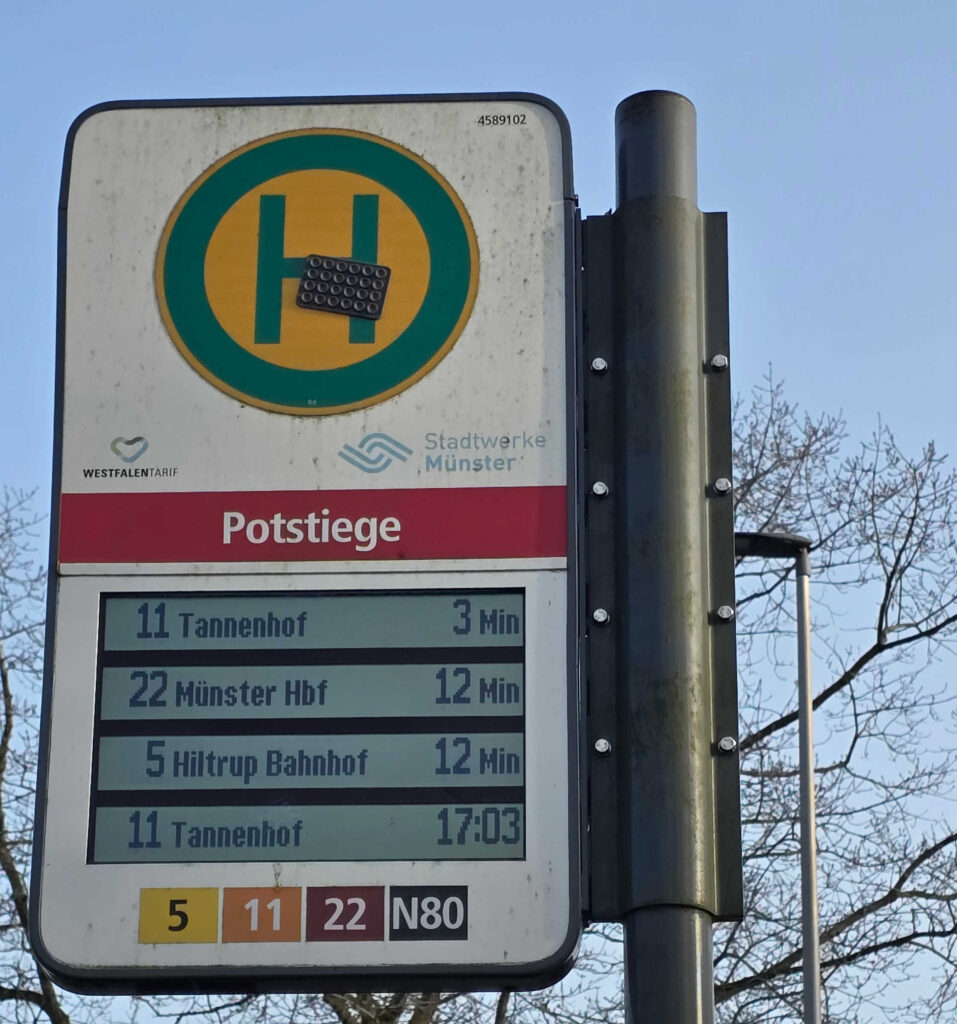 4589102
H
WESTFALENTARIF
Stadtwerke
Münster
Potstiege
11 Tannenhof 3 Min
22 Münster Hbf 12 Min
5 Hiltrup Bahnhof 12 Min
11 Tannenhof 17:03
5 11 22 N80